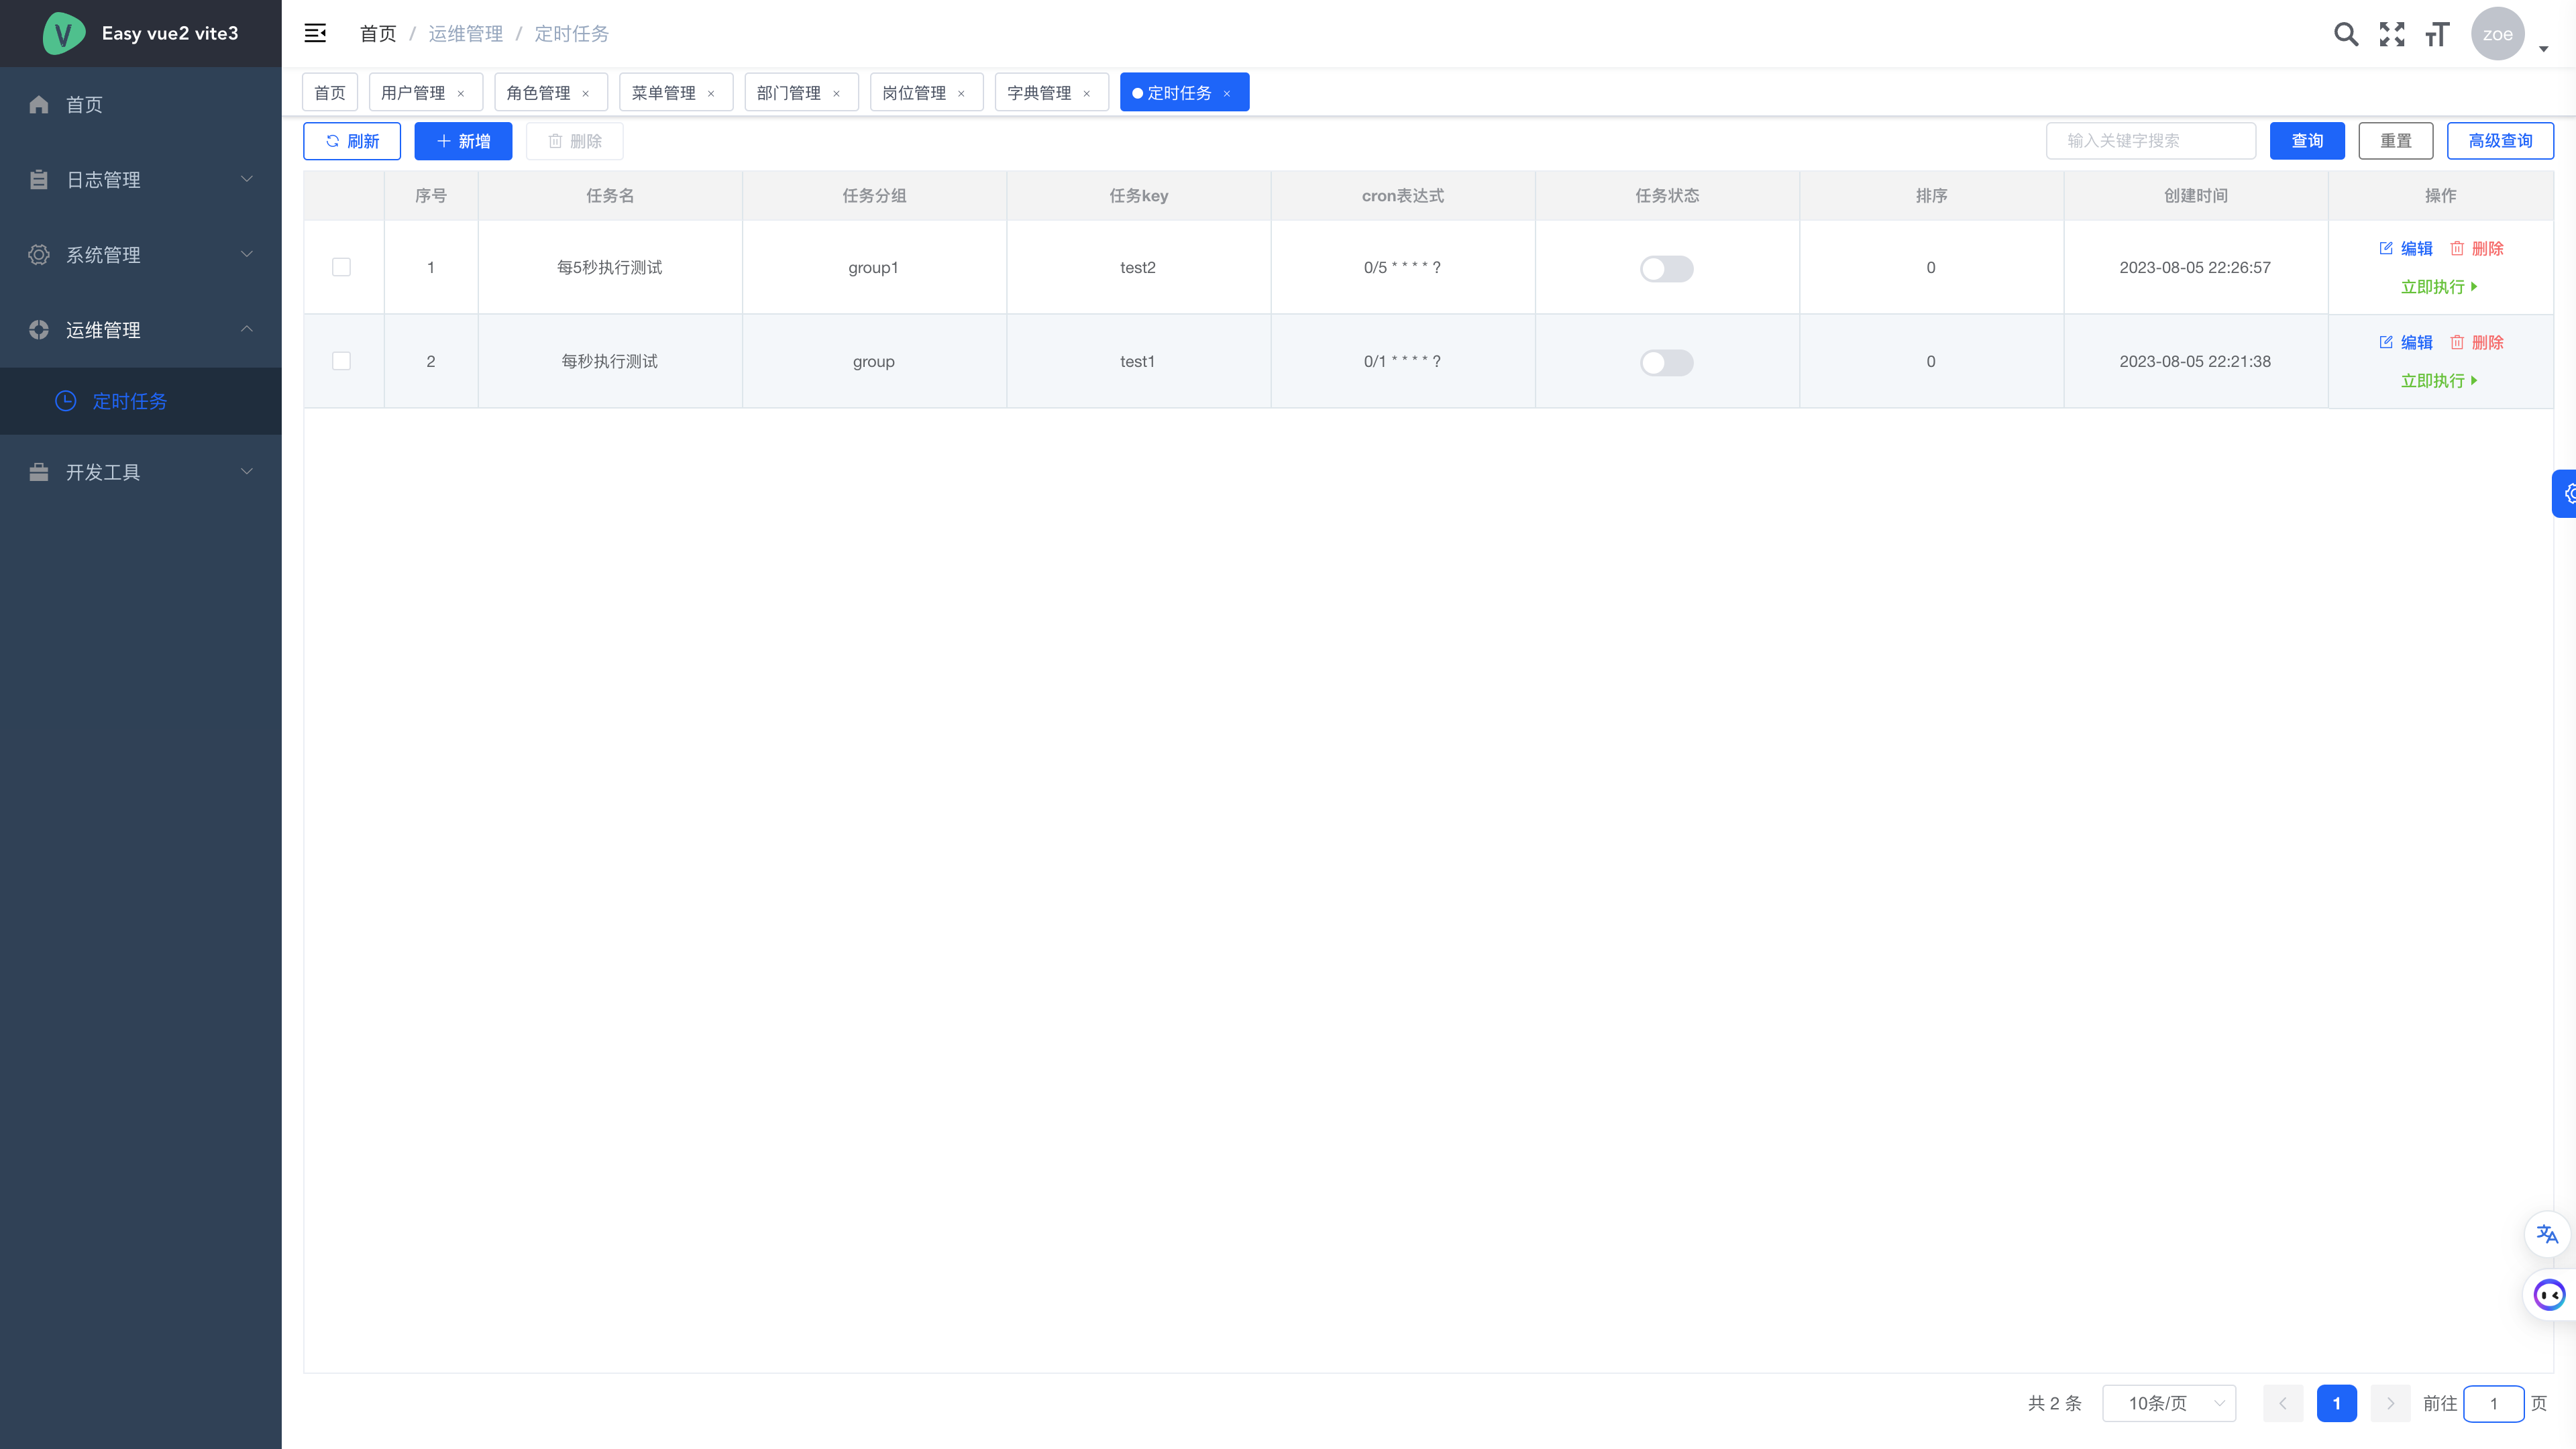 Easy vue2 vite3
首页 / 运维管理 / 定时任务
zoe
首页
日志管理
系统管理
运维管理
定时任务
开发工具
首页 用户管理 × 角色管理 × 菜单管理 × 部门管理 × 岗位管理 × 字典管理 × 定时任务 ×
刷新 新增 删除 输入关键字搜索 查询 重置 高级查询
序号 任务名 任务分组 任务key cron表达式 任务状态 排序 创建时间 操作
1 每5秒执行测试 group1 test2 0/5 * * * * ? 0 2023-08-05 22:26:57 编辑 删除
立即执行
2 每秒执行测试 group test1 0/1 * * * * ? 0 2023-08-05 22:21:38 编辑 删除
立即执行
共 2 条 10条/页 1 前往 1 页